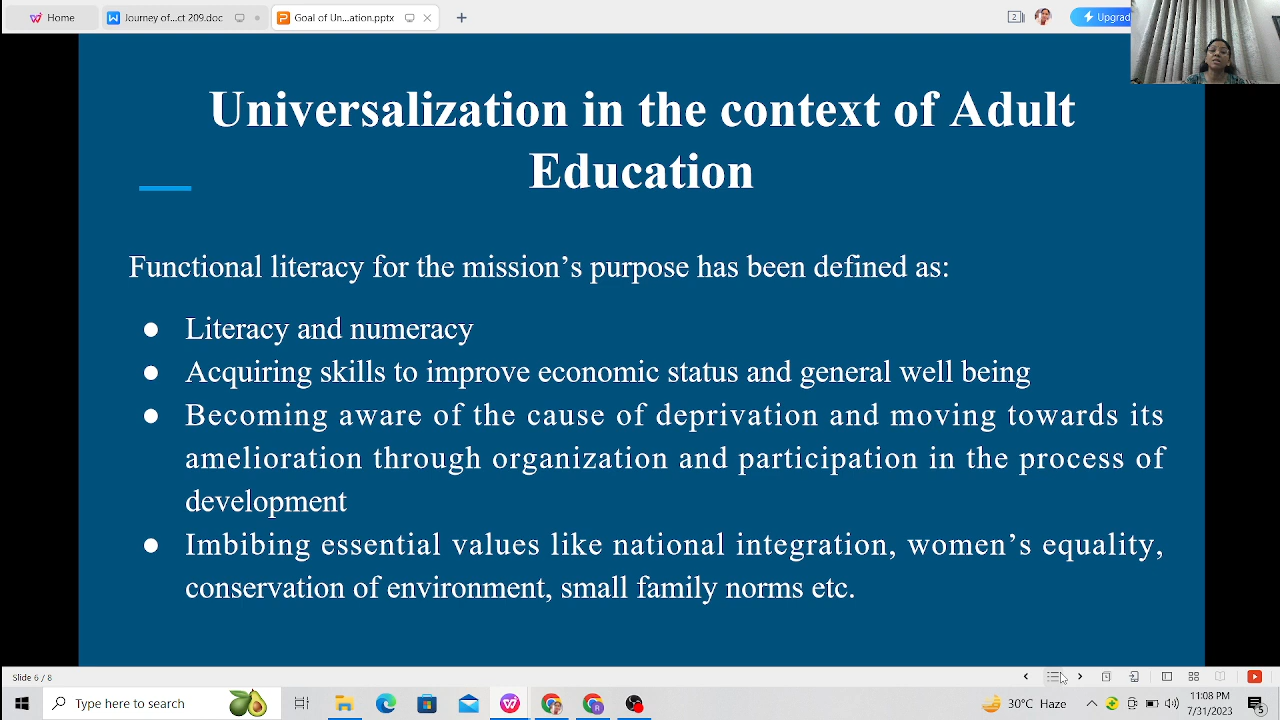 Home
Journey of...ct 209.doc
Goal of Un...ation.pptx
2
Upgrad
Universalization in the context of Adult
Education
Functional literacy for the mission’s purpose has been defined as:
● Literacy and numeracy
● Acquiring skills to improve economic status and general well being
● Becoming aware of the cause of deprivation and moving towards its
amelioration through organization and participation in the process of
development
● Imbibing essential values like national integration, women’s equality,
conservation of environment, small family norms etc.
Slide 6 / 8
Type here to search
30°C Haze
11:08 PM
7/31/2023
5